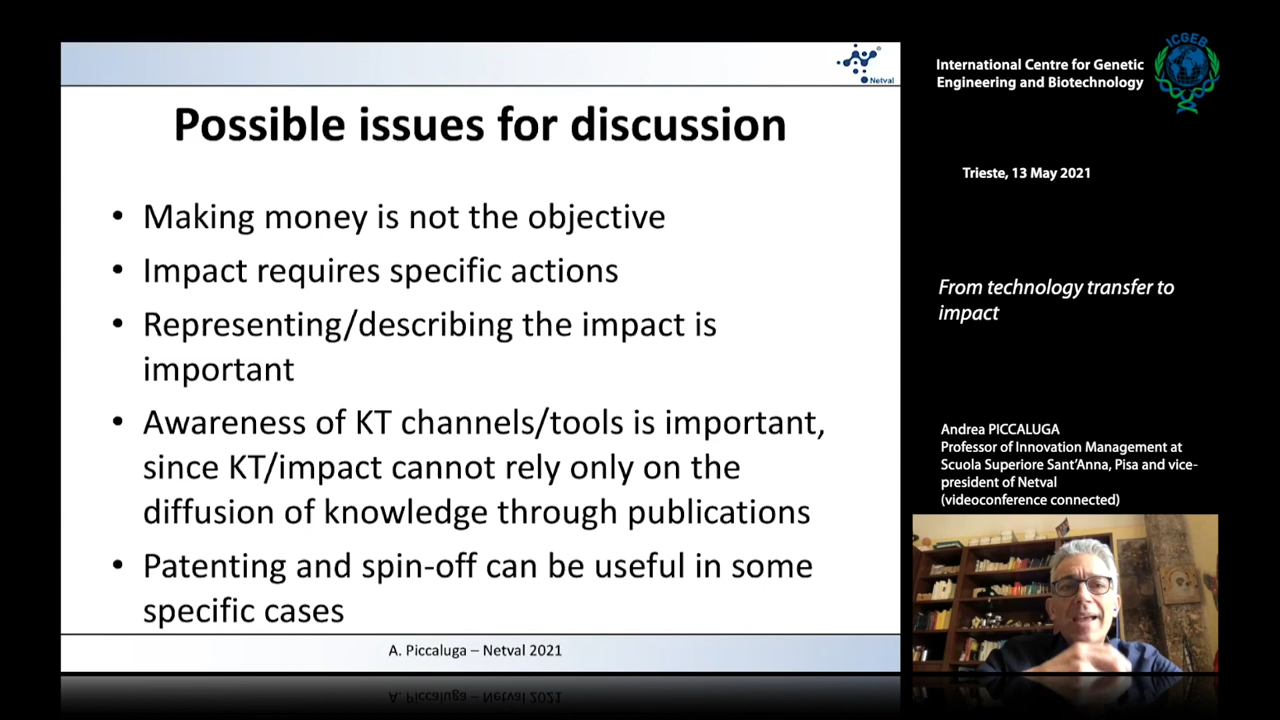 Netval
Possible issues for discussion
• Making money is not the objective
• Impact requires specific actions
• Representing/describing the impact is
important
• Awareness of KT channels/tools is important,
since KT/impact cannot rely only on the
diffusion of knowledge through publications
• Patenting and spin-off can be useful in some
specific cases
A. Piccaluga – Netval 2021
International Centre for Genetic
Engineering and Biotechnology
ICGEB
Trieste, 13 May 2021
From technology transfer to
impact
Andrea PICCALUGA
Professor of Innovation Management at
Scuola Superiore Sant'Anna, Pisa and vice-
president of Netval
(videoconference connected)